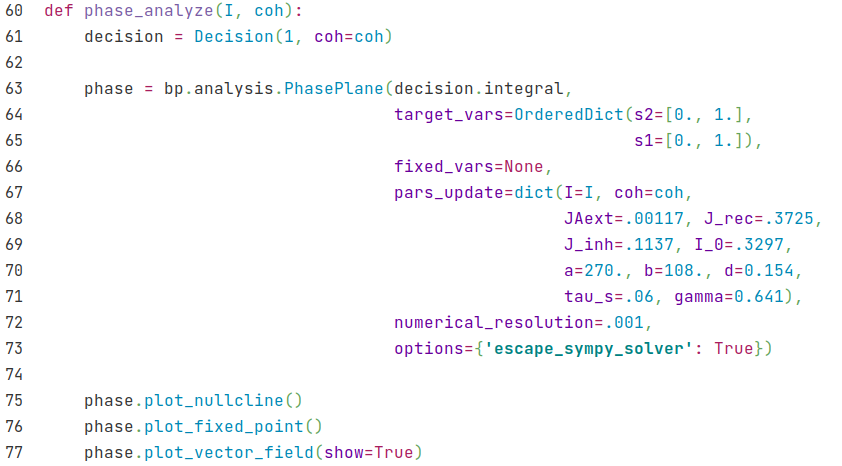 60 def phase_analyze(I, coh):
61     decision = Decision(1, coh=coh)
62
63     phase = bp.analysis.PhasePlane(decision.integral,
64                                    target_vars=OrderedDict(s2=[0., 1.],
65                                                            s1=[0., 1.]),
66                                    fixed_vars=None,
67                                    pars_update=dict(I=I, coh=coh,
68                                                     JAext=.00117, J_rec=.3725,
69                                                     J_inh=.1137, I_0=.3297,
70                                                     a=270., b=108., d=0.154,
71                                                     tau_s=.06, gamma=0.641),
72                                    numerical_resolution=.001,
73                                    options={'escape_sympy_solver': True})
74
75     phase.plot_nullcline()
76     phase.plot_fixed_point()
77     phase.plot_vector_field(show=True)